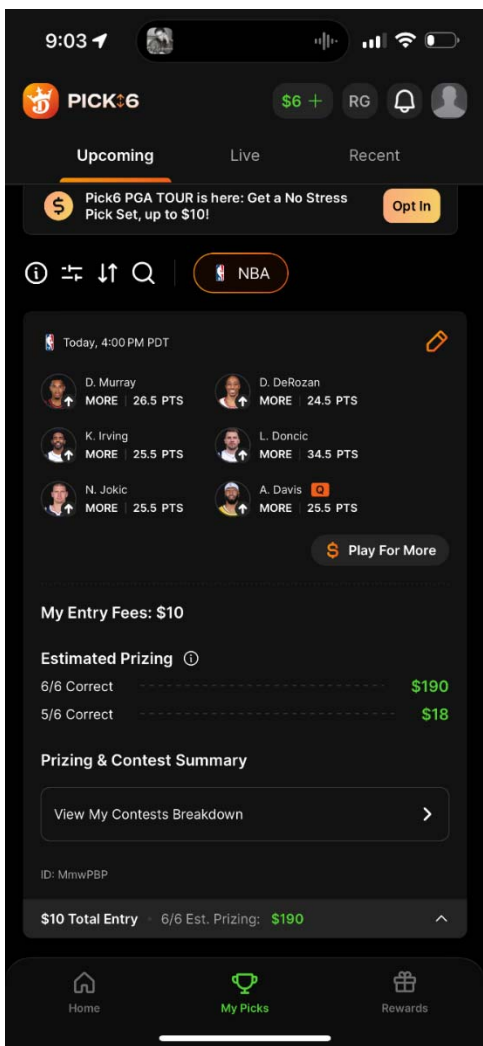 9:03
PICK6
$6 +
RG
Upcoming
Live
Recent
Pick6 PGA TOUR is here: Get a No Stress
Pick Set, up to $10!
Opt In
NBA
Today, 4:00 PM PDT
D. Murray
MORE | 26.5 PTS
D. DeRozan
MORE | 24.5 PTS
K. Irving
MORE | 25.5 PTS
L. Doncic
MORE | 34.5 PTS
N. Jokic
MORE | 25.5 PTS
A. Davis Q
MORE | 25.5 PTS
$ Play For More
My Entry Fees: $10
Estimated Prizing
6/6 Correct $190
5/6 Correct $18
Prizing & Contest Summary
View My Contests Breakdown
ID: MmwPBP
$10 Total Entry • 6/6 Est. Prizing: $190
Home
My Picks
Rewards